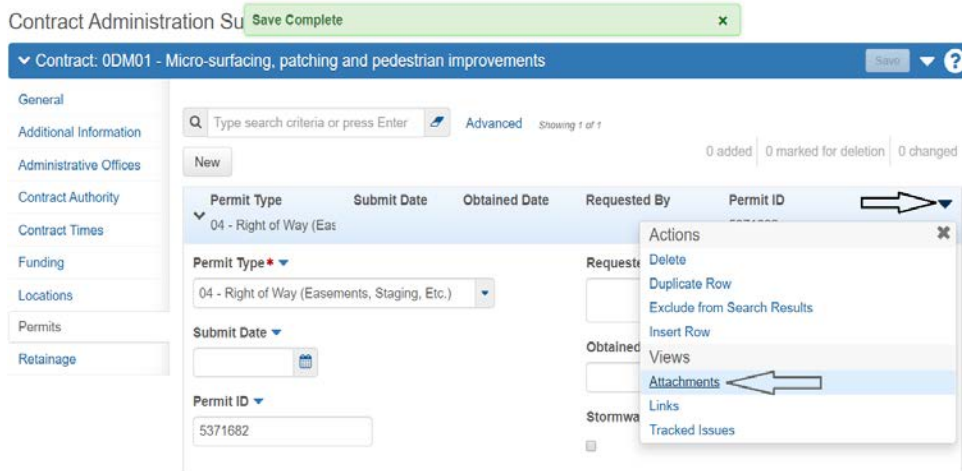 Contract Administration Su
Save Complete ×
Contract: 0DM01 - Micro-surfacing, patching and pedestrian improvements
Save ?
General
Additional Information
Administrative Offices
Contract Authority
Contract Times
Funding
Locations
Permits
Retainage
Type search criteria or press Enter Advanced Showing 1 of 1
New 0 added 0 marked for deletion 0 changed
Permit Type Submit Date Obtained Date Requested By Permit ID
04 - Right of Way (Eas
Permit Type* Requeste
04 - Right of Way (Easements, Staging, Etc.)
Submit Date
Obtained
Permit ID
5371682
Stormwa
Actions
Delete
Duplicate Row
Exclude from Search Results
Insert Row
Views
Attachments
Links
Tracked Issues